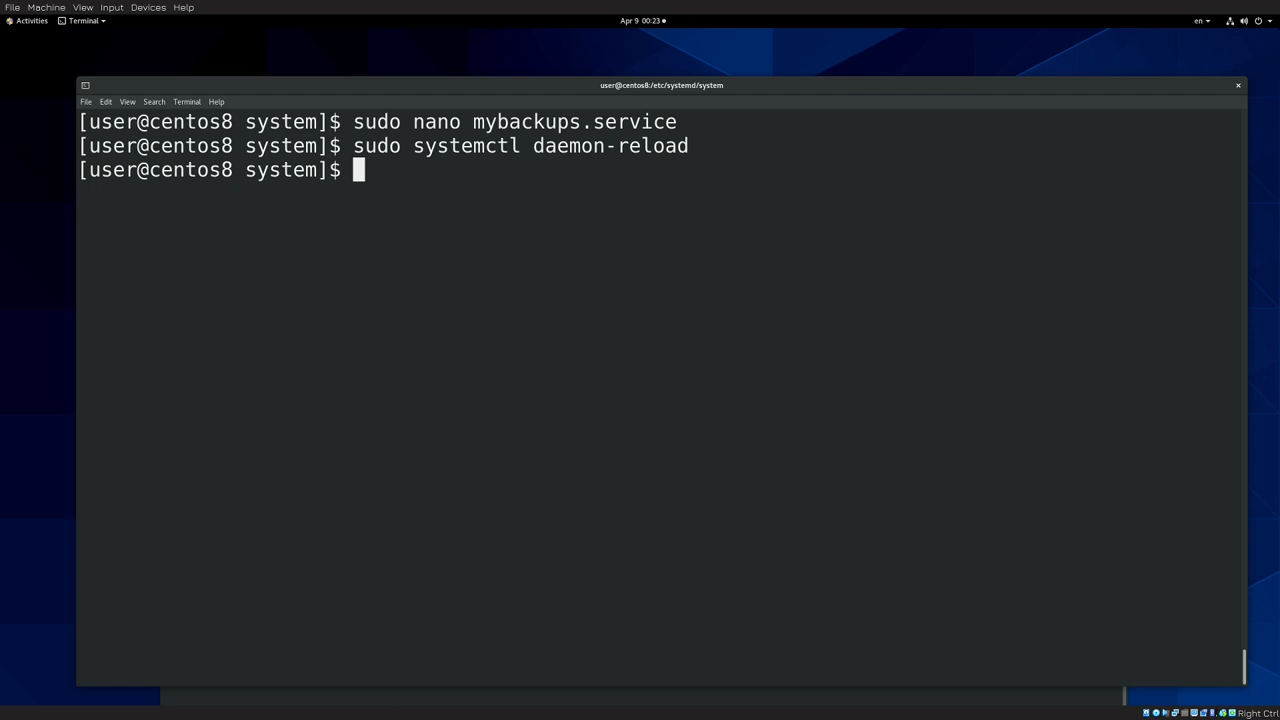 File Machine View Input Devices Help
Activities Terminal Apr 9 00:23 en
user@centos8:/etc/systemd/system
File Edit View Search Terminal Help
[user@centos8 system]$ sudo nano mybackups.service
[user@centos8 system]$ sudo systemctl daemon-reload
[user@centos8 system]$
Right Ctrl